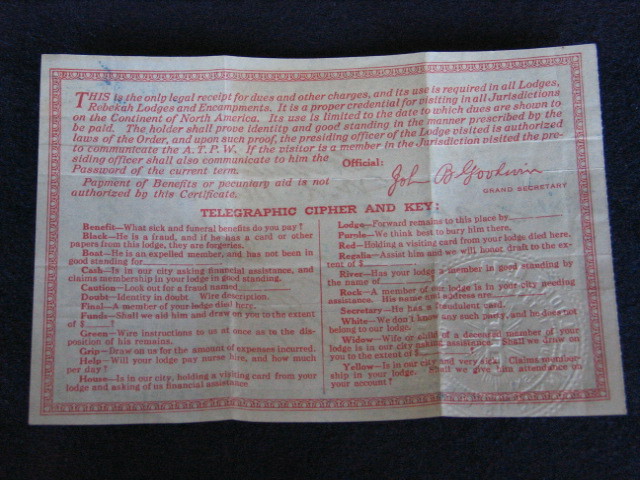 THIS is the only legal receipt for dues and other charges, and its use is required in all Lodges,
Rebekah Lodges and Encampments. It is a proper credential for visiting in all Jurisdictions
on the Continent of North America. Its use is limited to the date to which dues are shown to
be paid. The holder shall prove identity and good standing in the manner prescribed by the
laws of the Order, and upon such proof, the presiding officer of the Lodge visited is authorized
to communicate the A. T. P. W. If the visitor is a member in the Jurisdiction visited the pre-
siding officer shall also communicate to him the
Password of the current term.
Payment of Benefits or pecuniary aid is not
authorized by this Certificate.
Official:
John B Goodwin
GRAND SECRETARY
TELEGRAPHIC CIPHER AND KEY:
Benefit—What sick and funeral benefits do you pay?
Black—He is a fraud, and if he has a card or other
papers from this lodge, they are forgeries.
Boat—He is an expelled member, and has not been in
good standing for
Cash—Is in our city asking financial assistance, and
claims membership in your lodge in good standing.
Caution—Look out for a fraud named
Doubt—Identity in doubt. Wire description.
Final—A member of your lodge died here.
Funds—Shall we aid him and draw on you to the extent
of $ ?
Green—Wire instructions to us at once as to the dis-
position of his remains.
Grip—Draw on us for the amount of expenses incurred.
Help—Will your lodge pay nurse hire, and how much
per day?
House—Is in our city, holding a visiting card from your
lodge and asking of us financial assistance
Lodge—Forward remains to this place by
Purple—We think best to bury him there.
Red—Holding a visiting card from your lodge died here.
Regalia—Assist him and we will honor draft to the ex-
tent of $
River—Has your lodge a member in good standing by
the name of
Rock—A member of our lodge is in your city needing
assistance. His name and address are
Secretary—He has a fraudulent card.
White—We don't know any such party, and he does not
belong to our lodge.
Widow—Wife or child of a deceased member of your
lodge is in our city asking assistance. Shall we draw on
you to the extent of $
Yellow—Is in our city and very sick. Claims member-
ship in your lodge. Shall we give him attendance on
your account?